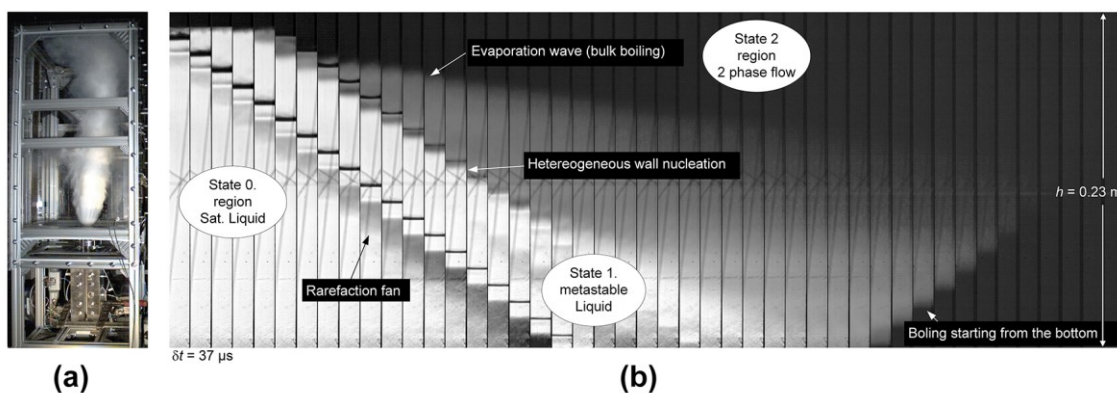 (a)
Evaporation wave (bulk boiling)
State 2
region
2 phase flow
Hetereogeneous wall nucleation
State 0.
region
Sat. Liquid
h = 0.23 m
Rarefaction fan
State 1.
metastable
Liquid
Boling starting from the bottom
δt = 37 µs
(b)